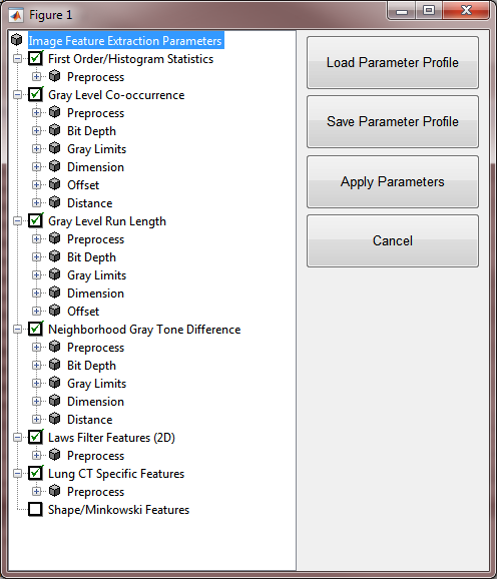 Figure 1
Image Feature Extraction Parameters
First Order/Histogram Statistics
Preprocess
Gray Level Co-occurrence
Preprocess
Bit Depth
Gray Limits
Dimension
Offset
Distance
Gray Level Run Length
Preprocess
Bit Depth
Gray Limits
Dimension
Offset
Neighborhood Gray Tone Difference
Preprocess
Bit Depth
Gray Limits
Dimension
Distance
Laws Filter Features (2D)
Preprocess
Lung CT Specific Features
Preprocess
Shape/Minkowski Features
Load Parameter Profile
Save Parameter Profile
Apply Parameters
Cancel